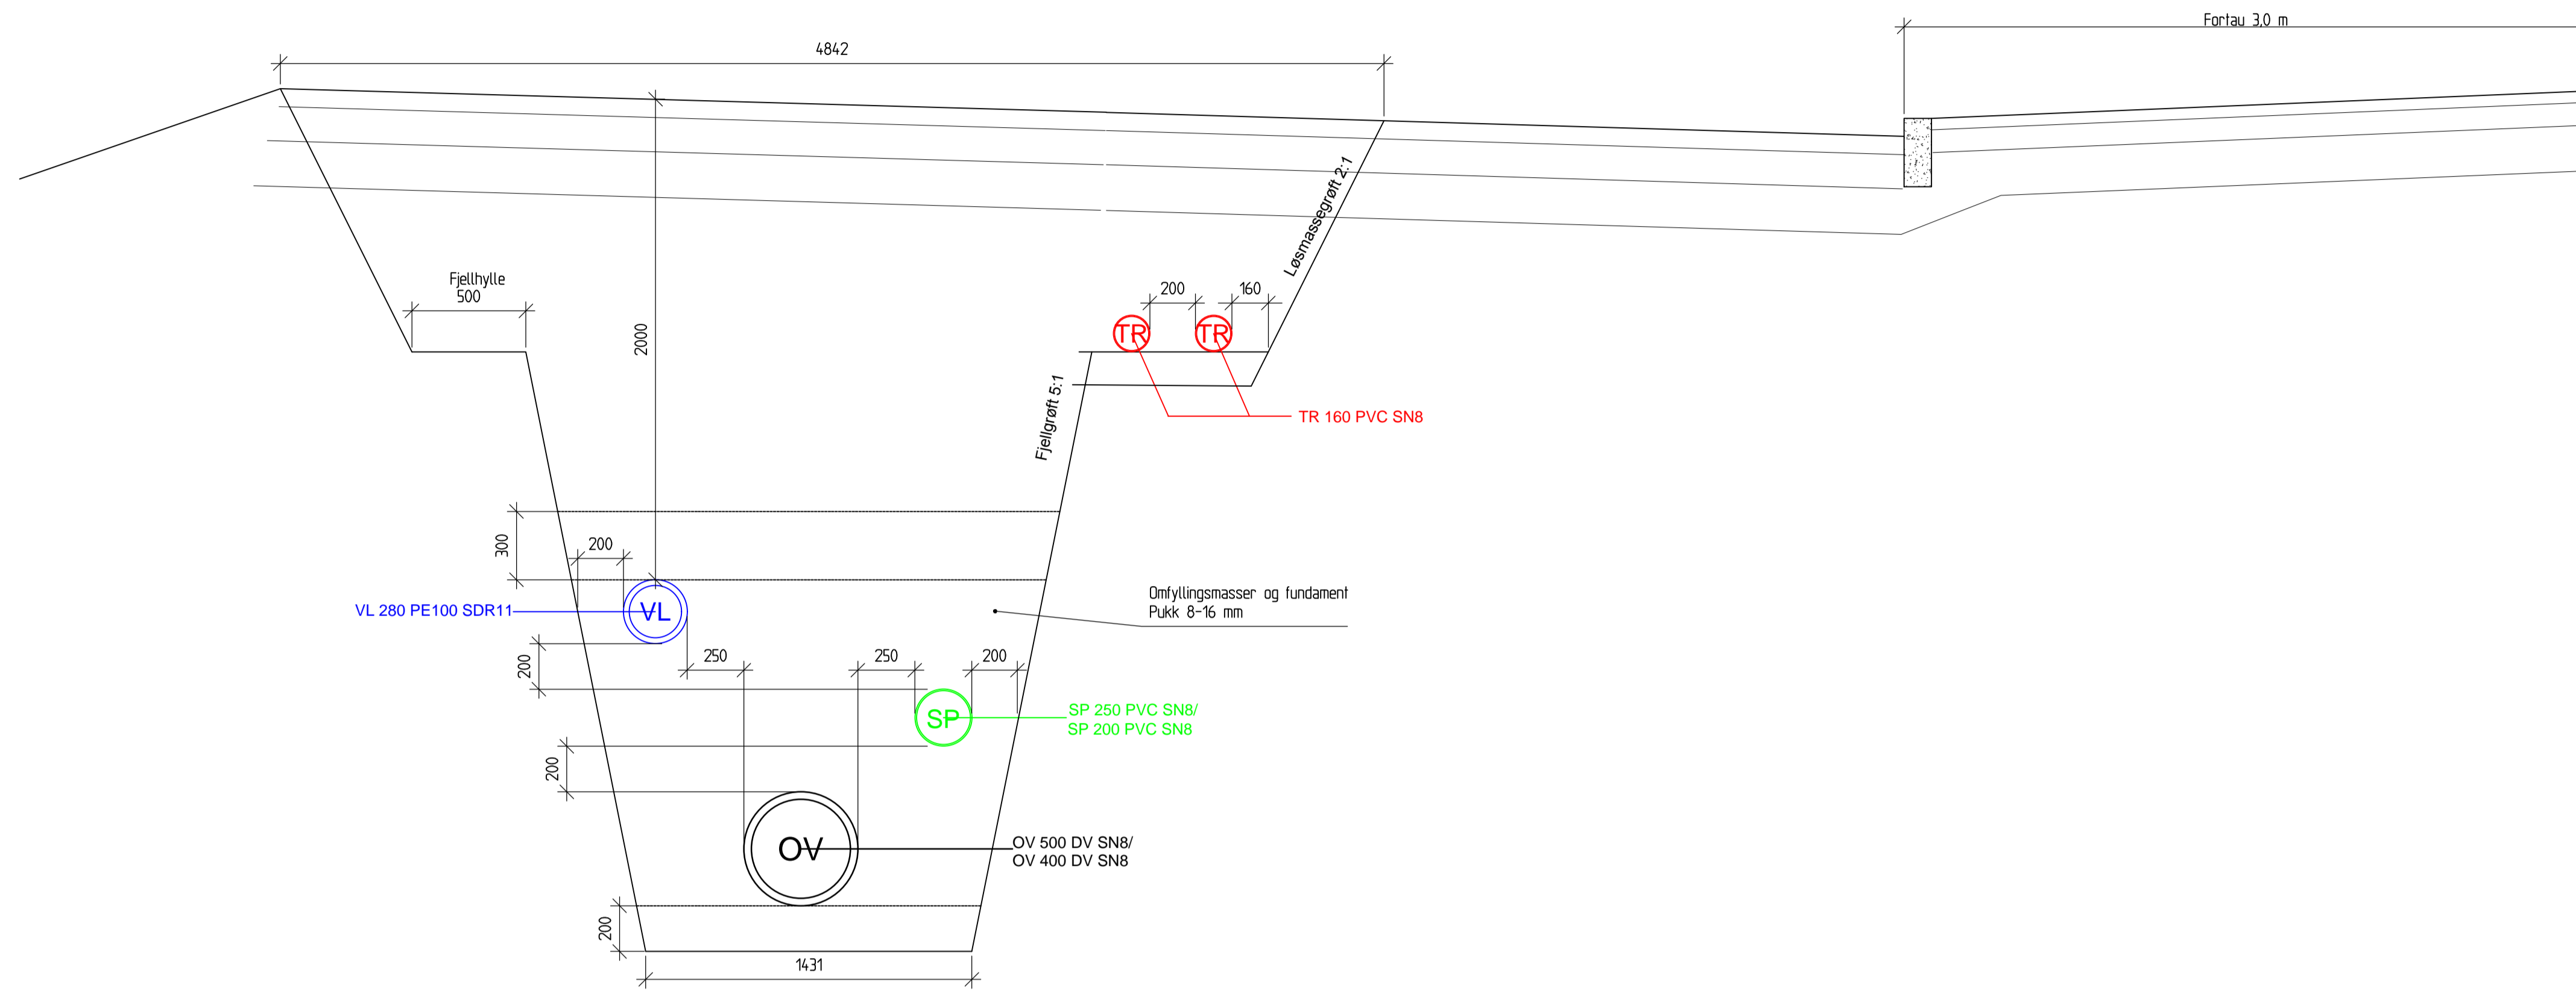 Fortau 3,0 m
4842
Løsmassegrøft 2:1
Fjellhylle
500
200
160
2000
TR
TR
Fjellgrøft 5:1
TR 160 PVC SN8
300
200
Omfyllingsmasser og fundament
Pukk 8-16 mm
VL 280 PE100 SDR11
VL
200
250
250
200
SP
SP 250 PVC SN8/
SP 200 PVC SN8
200
OV
OV 500 DV SN8/
OV 400 DV SN8
200
1431